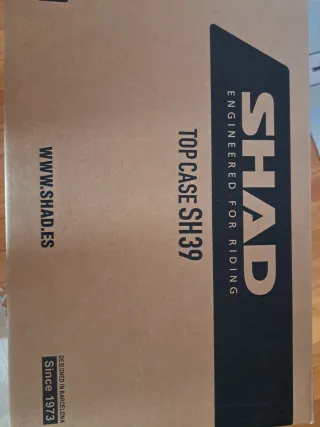 SHAD
ENGINEERED FOR RIDING
TOP CASE SH39
WWW.SHAD.ES
DESIGNED IN BARCELONA
Since 1973